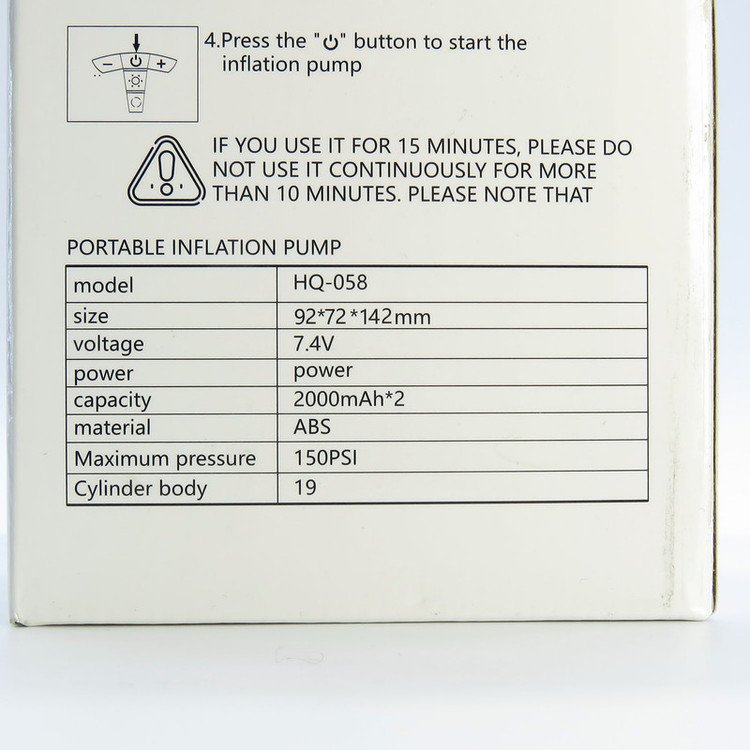 4.Press the "⏻" button to start the
inflation pump
− ⏻ +
IF YOU USE IT FOR 15 MINUTES, PLEASE DO
NOT USE IT CONTINUOUSLY FOR MORE
THAN 10 MINUTES. PLEASE NOTE THAT
PORTABLE INFLATION PUMP
model HQ-058
size 92*72*142mm
voltage 7.4V
power power
capacity 2000mAh*2
material ABS
Maximum pressure 150PSI
Cylinder body 19